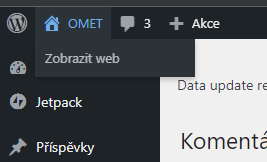 OMET 3 Akce
Zobrazit web
Data update re
Jetpack
Komentá
Příspěvky